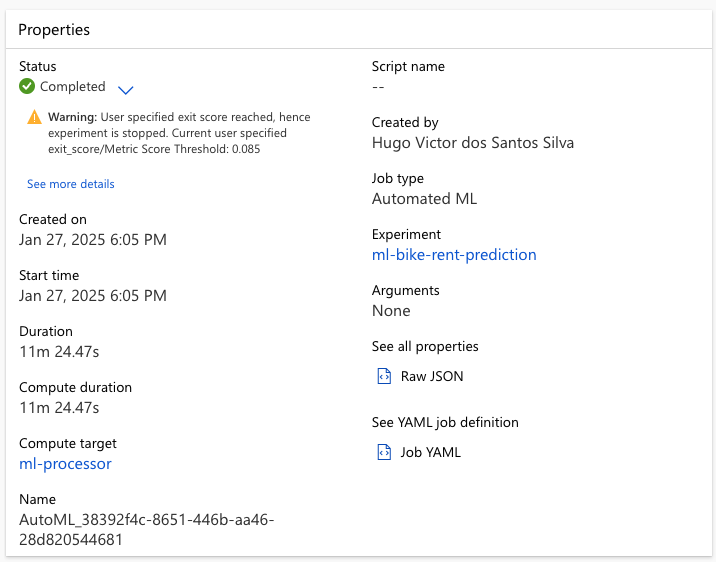 Properties
Status
Completed
Warning: User specified exit score reached, hence
experiment is stopped. Current user specified
exit_score/Metric Score Threshold: 0.085
See more details
Created on
Jan 27, 2025 6:05 PM
Start time
Jan 27, 2025 6:05 PM
Duration
11m 24.47s
Compute duration
11m 24.47s
Compute target
ml-processor
Name
AutoML_38392f4c-8651-446b-aa46-
28d820544681
Script name
--
Created by
Hugo Victor dos Santos Silva
Job type
Automated ML
Experiment
ml-bike-rent-prediction
Arguments
None
See all properties
Raw JSON
See YAML job definition
Job YAML